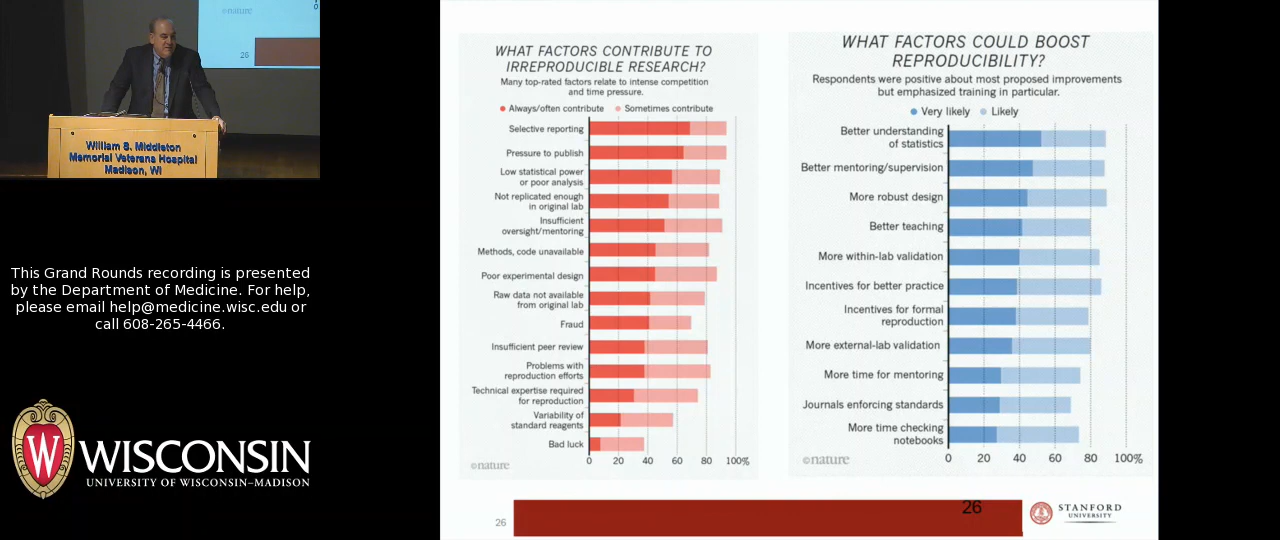 ©nature
26
William S. Middleton
Memorial Veterans Hospital
Madison, WI
This Grand Rounds recording is presented
by the Department of Medicine. For help,
please email help@medicine.wisc.edu or
call 608-265-4466.
W
WISCONSIN
UNIVERSITY OF WISCONSIN–MADISON
WHAT FACTORS CONTRIBUTE TO
IRREPRODUCIBLE RESEARCH?
Many top-rated factors relate to intense competition
and time pressure.
Always/often contribute Sometimes contribute
Selective reporting
Pressure to publish
Low statistical power
or poor analysis
Not replicated enough
in original lab
Insufficient
oversight/mentoring
Methods, code unavailable
Poor experimental design
Raw data not available
from original lab
Fraud
Insufficient peer review
Problems with
reproduction efforts
Technical expertise required
for reproduction
Variability of
standard reagents
Bad luck
0 20 40 60 80 100%
©nature
WHAT FACTORS COULD BOOST
REPRODUCIBILITY?
Respondents were positive about most proposed improvements
but emphasized training in particular.
Very likely Likely
Better understanding
of statistics
Better mentoring/supervision
More robust design
Better teaching
More within-lab validation
Incentives for better practice
Incentives for formal
reproduction
More external-lab validation
More time for mentoring
Journals enforcing standards
More time checking
notebooks
0 20 40 60 80 100%
©nature
26
26
STANFORD
UNIVERSITY